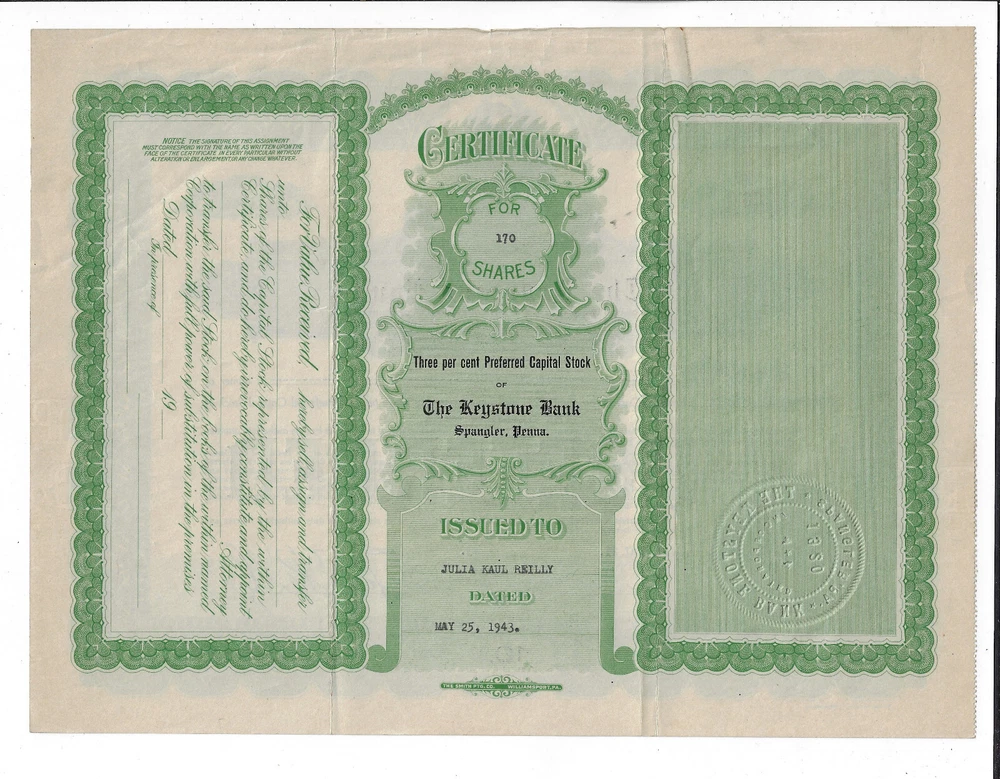 NOTICE THE SIGNATURE OF THIS ASSIGNMENT
MUST CORRESPOND WITH THE NAME AS WRITTEN UPON THE
FACE OF THE CERTIFICATE IN EVERY PARTICULAR WITHOUT
ALTERATION OR ENLARGEMENT OR ANY CHANGE WHATEVER.
For Value Received, hereby sell, assign and transfer
unto
Shares of the Capital Stock represented by the within
Certificate, and do hereby irrevocably constitute and appoint
Attorney
to transfer the said Stock on the books of the within named
Corporation with full power of substitution in the premises.
Dated 19
In presence of
CERTIFICATE
FOR
170
SHARES
Three per cent Preferred Capital Stock
OF
The Keystone Bank
Spangler, Penna.
ISSUED TO
JULIA KAUL REILLY
DATED
MAY 25, 1943.
THE SMITH PTG. CO. WILLIAMSPORT, PA.
THE KEYSTONE BANK
SPANGLER, PA.